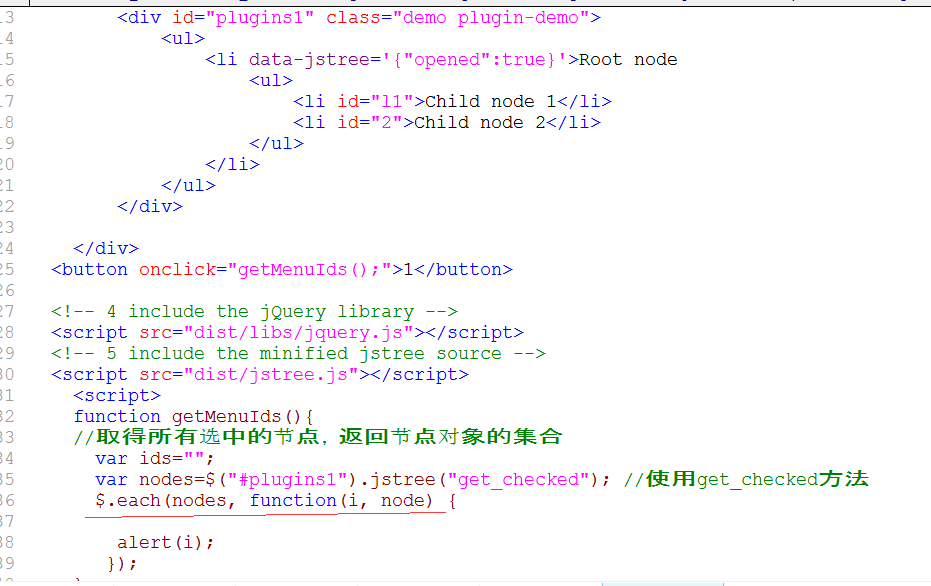 13 <div id="plugins1" class="demo plugin-demo">
14 <ul>
15 <li data-jstree='{"opened":true}'>Root node
16 <ul>
17 <li id="l1">Child node 1</li>
18 <li id="2">Child node 2</li>
19 </ul>
20 </li>
21 </ul>
22 </div>
23
24 </div>
25 <button onclick="getMenuIds();">1</button>
26
27 <!-- 4 include the jQuery library -->
28 <script src="dist/libs/jquery.js"></script>
29 <!-- 5 include the minified jstree source -->
30 <script src="dist/jstree.js"></script>
31 <script>
32 function getMenuIds(){
33 //取得所有选中的节点，返回节点对象的集合
34 var ids="";
35 var nodes=$("#plugins1").jstree("get_checked"); //使用get_checked方法
36 $.each(nodes, function(i, node) {
37
38 alert(i);
39 });